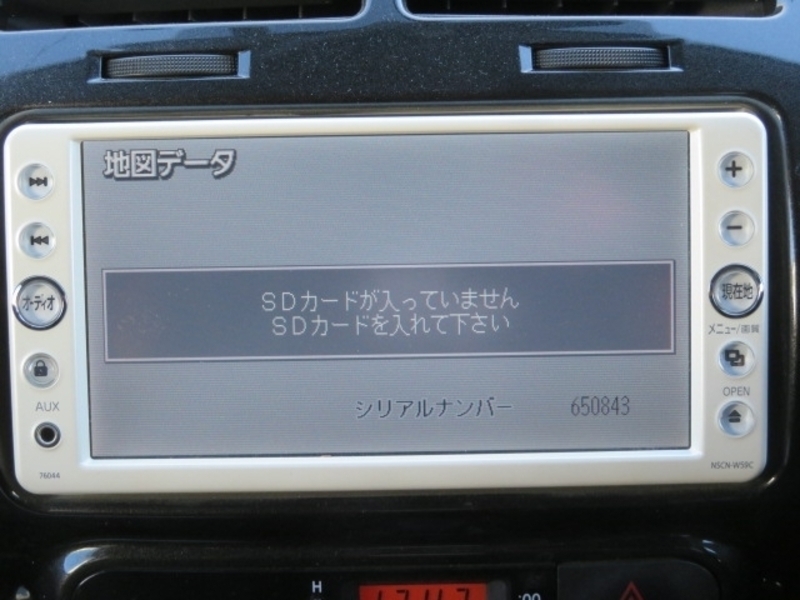 地図データ
SDカードが入っていません
SDカードを入れて下さい
シリアルナンバー 650843
オーディオ
AUX
76044
現在地
メニュー/画質
OPEN
NSCN-W59C
H
:00